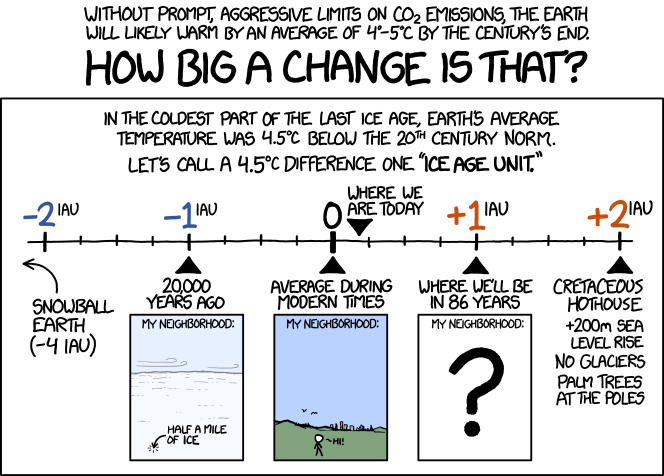 WITHOUT PROMPT, AGGRESSIVE LIMITS ON CO₂ EMISSIONS, THE EARTH
WILL LIKELY WARM BY AN AVERAGE OF 4°-5°C BY THE CENTURY'S END.
HOW BIG A CHANGE IS THAT?
IN THE COLDEST PART OF THE LAST ICE AGE, EARTH'S AVERAGE
TEMPERATURE WAS 4.5°C BELOW THE 20TH CENTURY NORM.
LET'S CALL A 4.5°C DIFFERENCE ONE "ICE AGE UNIT."
-2 IAU
-1 IAU
0
WHERE WE
ARE TODAY
+1 IAU
+2 IAU
SNOWBALL
EARTH
(-4 IAU)
20,000
YEARS AGO
MY NEIGHBORHOOD:
HALF A MILE
OF ICE
AVERAGE DURING
MODERN TIMES
MY NEIGHBORHOOD:
HI!
WHERE WE'LL BE
IN 86 YEARS
MY NEIGHBORHOOD:
?
CRETACEOUS
HOTHOUSE
+200m SEA
LEVEL RISE
NO GLACIERS
PALM TREES
AT THE POLES